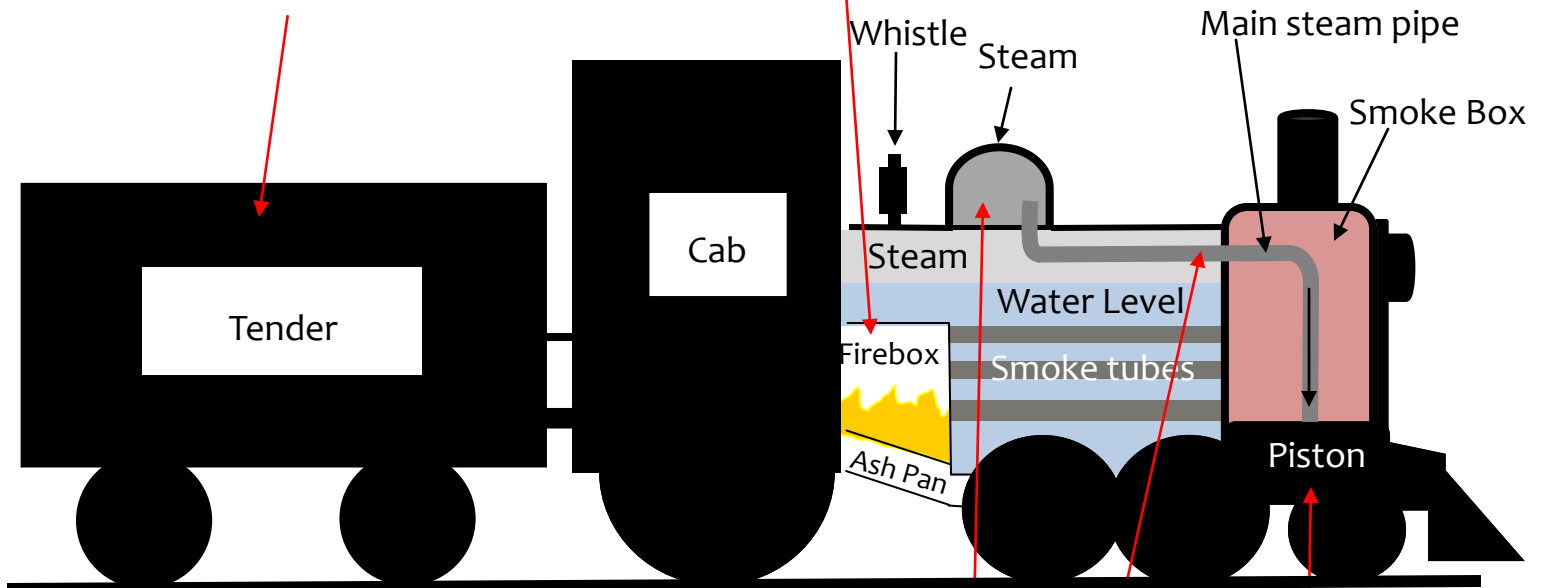 Whistle
Steam
Main steam pipe
Smoke Box
Cab
Steam
Water Level
Tender
Firebox
Smoke tubes
Ash Pan
Piston